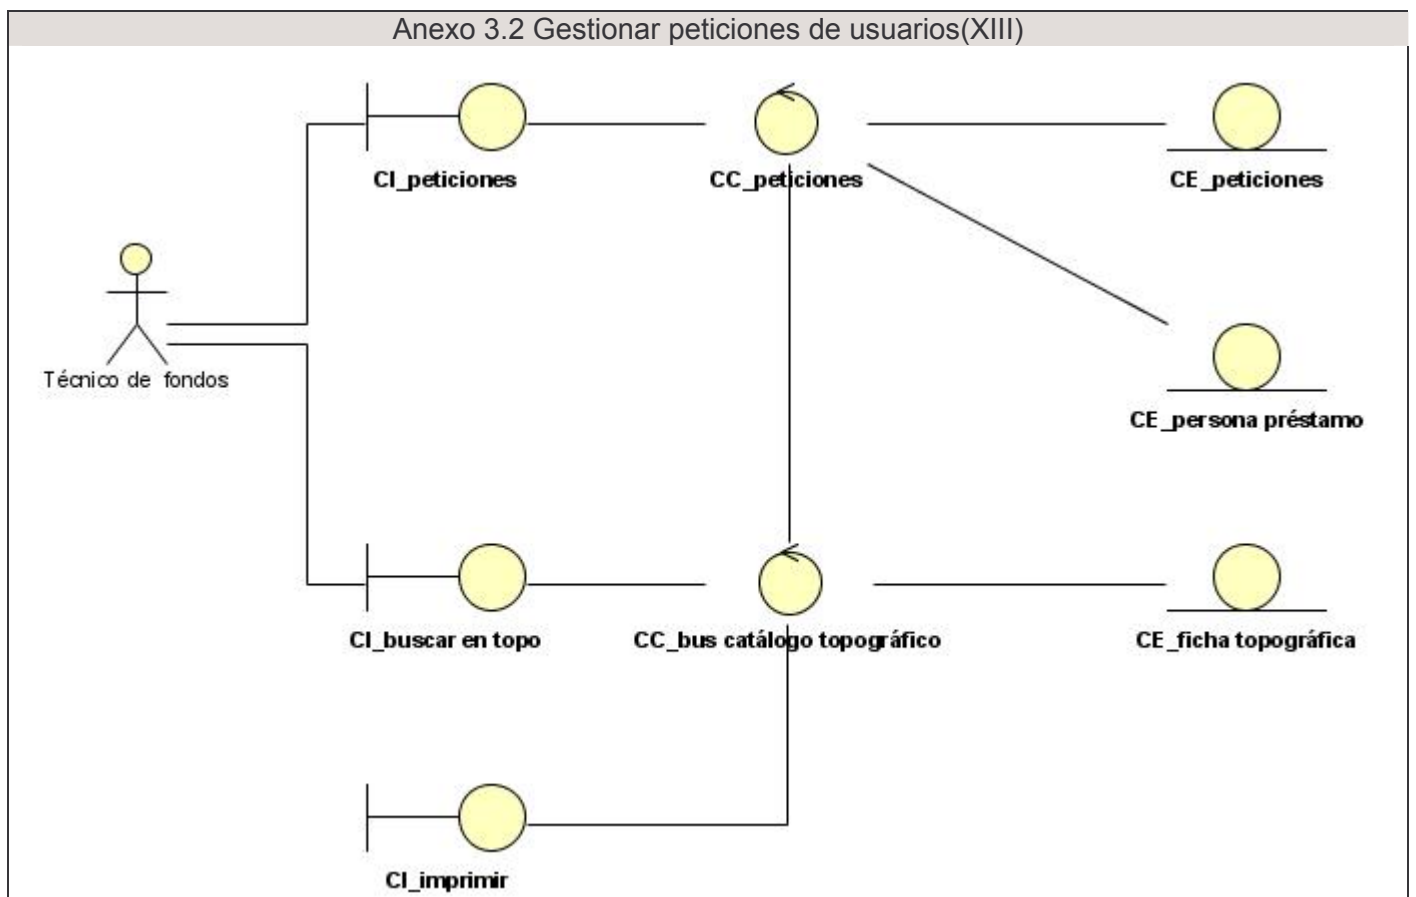 Anexo 3.2 Gestionar peticiones de usuarios(XIII)
CI_peticiones
CC_peticiones
CE_peticiones
Técnico de fondos
CE_persona préstamo
CI_buscar en topo
CC_bus catálogo topográfico
CE_ficha topográfica
CI_imprimir